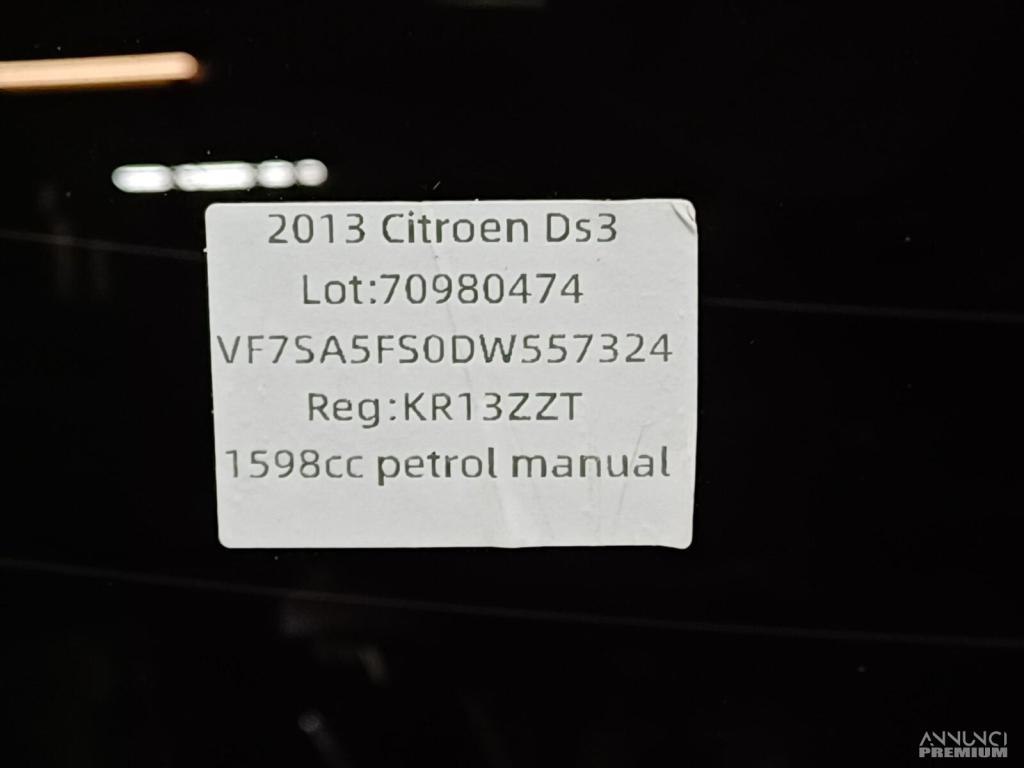 2013 Citroen Ds3
Lot:70980474
VF7SA5FS0DW557324
Reg:KR13ZZT
1598cc petrol manual
ANNUNCI
PREMIUM